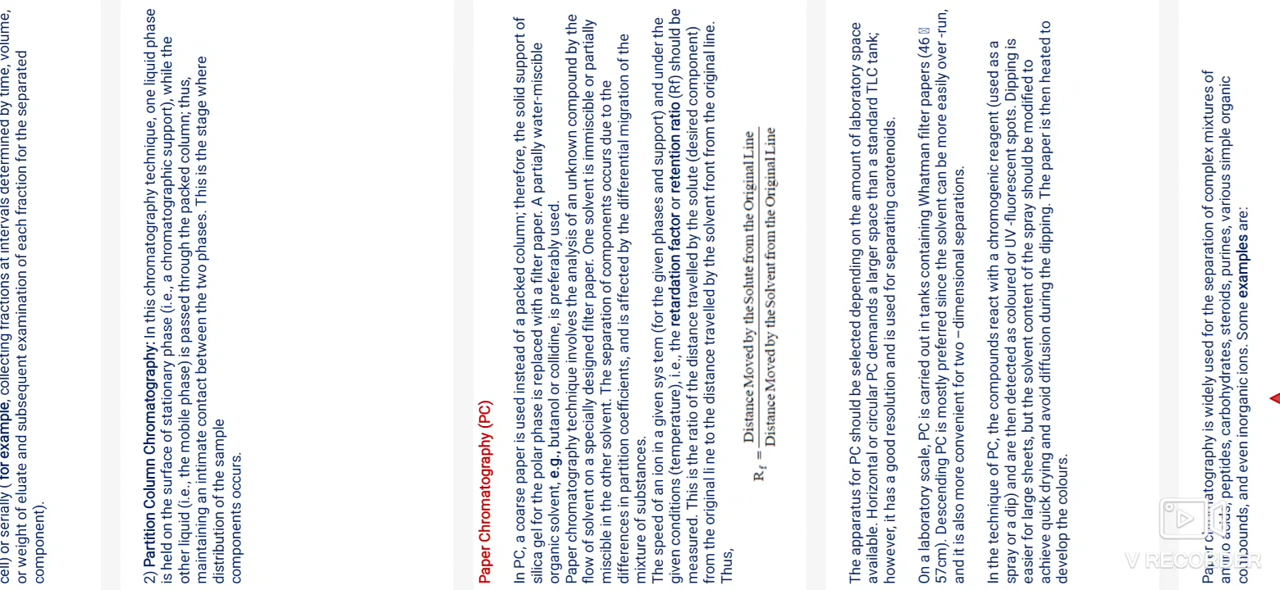 cell) or serially ( for example, collecting fractions at intervals determined by time, volume,
or weight of eluate and subsequent examination of each fraction for the separated
component).
2) Partition Column Chromatography: In this chromatography technique, one liquid phase
is held on the surface of stationary phase (i.e., a chromatographic support), while the
other liquid (i.e., the mobile phase) is passed through the packed column; thus,
maintaining an intimate contact between the two phases. This is the stage where
distribution of the sample
components occurs.
Paper Chromatography (PC)
In PC, a coarse paper is used instead of a packed column; therefore, the solid support of
silica gel for the polar phase is replaced with a filter paper. A partially water-miscible
organic solvent, e.g., butanol or collidine, is preferably used.
Paper chromatography technique involves the analysis of an unknown compound by the
flow of solvent on a specially designed filter paper. One solvent is immiscible or partially
miscible in the other solvent. The separation of components occurs due to the
differences in partition coefficients, and is affected by the differential migration of the
mixture of substances.
The speed of an ion in a given sys tem (for the given phases and support) and under the
given conditions (temperature), i.e., the retardation factor or retention ratio (Rf) should be
measured. This is the ratio of the distance travelled by the solute (desired component)
from the original li ne to the distance travelled by the solvent front from the original line.
Thus,
Rf = Distance Moved by the Solute from the Original Line
Distance Moved by the Solvent from the Original Line
The apparatus for PC should be selected depending on the amount of laboratory space
available. Horizontal or circular PC demands a larger space than a standard TLC tank;
however, it has a good resolution and is used for separating carotenoids.
On a laboratory scale, PC is carried out in tanks containing Whatman filter papers (46
57cm). Descending PC is mostly preferred since the solvent can be more easily over -run,
and it is also more convenient for two –dimensional separations.
In the technique of PC, the compounds react with a chromogenic reagent (used as a
spray or a dip) and are then detected as coloured or UV -fluorescent spots. Dipping is
easier for large sheets, but the solvent content of the spray should be modified to
achieve quick drying and avoid diffusion during the dipping. The paper is then heated to
develop the colours.
Paper chromatography is widely used for the separation of complex mixtures of
amino acids, peptides, carbohydrates, steroids, purines, various simple organic
compounds, and even inorganic ions. Some examples are:
V RECORDER